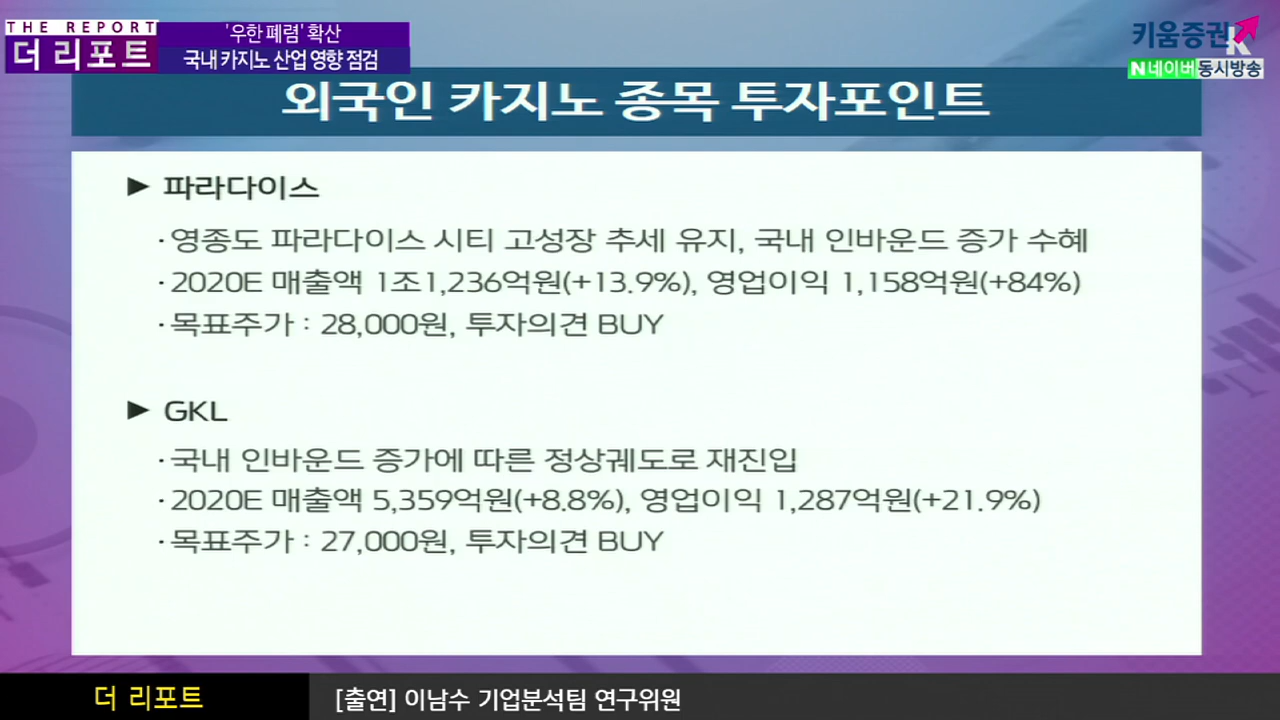 THE REPORT
더 리포트
'우한 폐렴' 확산
국내 카지노 산업 영향 점검
키움증권
N 네이버 동시방송
외국인 카지노 종목 투자포인트
▶ 파라다이스
· 영종도 파라다이스 시티 고성장 추세 유지, 국내 인바운드 증가 수혜
· 2020E 매출액 1조1,236억원(+13.9%), 영업이익 1,158억원(+84%)
· 목표주가 : 28,000원, 투자의견 BUY
▶ GKL
· 국내 인바운드 증가에 따른 정상궤도로 재진입
· 2020E 매출액 5,359억원(+8.8%), 영업이익 1,287억원(+21.9%)
· 목표주가 : 27,000원, 투자의견 BUY
더 리포트
[출연] 이남수 기업분석팀 연구위원